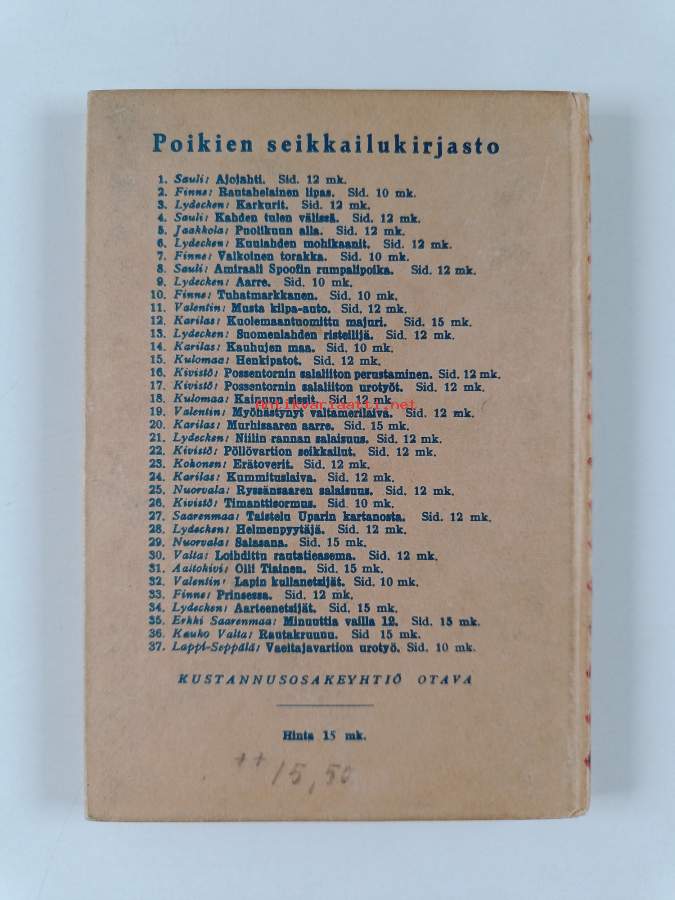 Poikien seikkailukirjasto
1. Sauli: Ajojahti. Sid. 12 mk.
2. Finne: Rautahelainen lipas. Sid. 10 mk.
3. Lydecken: Karkurit. Sid. 12 mk.
4. Sauli: Kahden tulen välissä. Sid. 12 mk.
5. Jaakkola: Puolikuun alla. Sid. 12 mk.
6. Lydecken: Kuulahden mohikaanit. Sid. 12 mk.
7. Finne: Valkoinen torakka. Sid. 10 mk.
8. Sauli: Amiraali Spoofin rumpalipoika. Sid. 12 mk.
9. Lydecken: Aarre. Sid. 10 mk.
10. Finne: Tuhatmarkkanen. Sid. 10 mk.
11. Valentin: Musta kilpa-auto. Sid. 12 mk.
12. Karilas: Kuolemaantuomittu majuri. Sid. 15 mk.
13. Lydecken: Suomenlahden risteilijä. Sid. 12 mk.
14. Karilas: Kauhujen maa. Sid. 10 mk.
15. Kulomaa: Henkipatot. Sid. 12 mk.
16. Kivistö: Possentornin salaliiton perustaminen. Sid. 12 mk.
17. Kivistö: Possentornin salaliiton urotyöt. Sid. 12 mk.
18. Kulomaa: Kainuun sissit. Sid. 12 mk.
Antikvariaatti.net
19. Valentin: Myöhästynyt valtamerilaiva. Sid. 12 mk.
20. Karilas: Murhisaaren aarre. Sid. 15 mk.
21. Lydecken: Niilin rannan salaisuus. Sid. 12 mk.
22. Kivistö: Pöllövartion seikkailut. Sid. 12 mk.
23. Kohonen: Erätoverit. Sid. 12 mk.
24. Karilas: Kummituslaiva. Sid. 12 mk.
25. Nuorvala: Ryssänsaaren salaisuus. Sid. 12 mk.
26. Kivistö: Timanttisormus. Sid. 10 mk.
27. Saarenmaa: Taistelu Uparin kartanosta. Sid. 12 mk.
28. Lydecken: Helmenpyytäjä. Sid. 12 mk.
29. Nuorvala: Salasana. Sid. 15 mk.
30. Valta: Loihdittu rautatieasema. Sid. 12 mk.
31. Aaltokivi: Olli Tiainen. Sid. 15 mk.
32. Valentin: Lapin kullanetsijät. Sid. 10 mk.
33. Finne: Prinsessa. Sid. 12 mk.
34. Lydecken: Aarteenetsijät. Sid. 15 mk.
35. Erkki Saarenmaa: Minuuttia vailla 12. Sid. 15 mk.
36. Kauko Valta: Rautakruunu. Sid 15 mk.
37. Lappi-Seppälä: Vaeltajavartion urotyö. Sid. 10 mk.
KUSTANNUSOSAKEYHTIÖ OTAVA
Hinta 15 mk.
++ 15,50